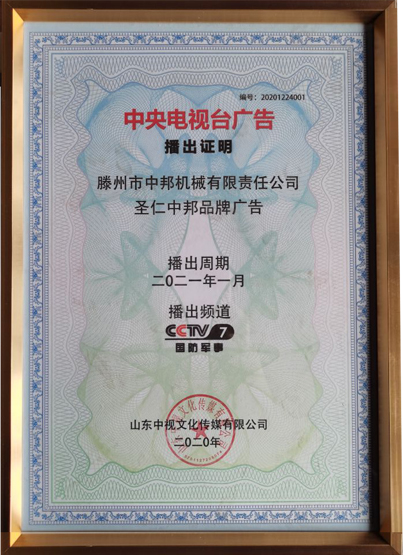 编号：20201224001
中央电视台广告
播出证明
滕州市中邦机械有限责任公司
圣仁中邦品牌广告
播出周期
二〇二一年一月
播出频道
CCTV 7
国防军事
山东中视文化传媒有限公司
二〇二〇年